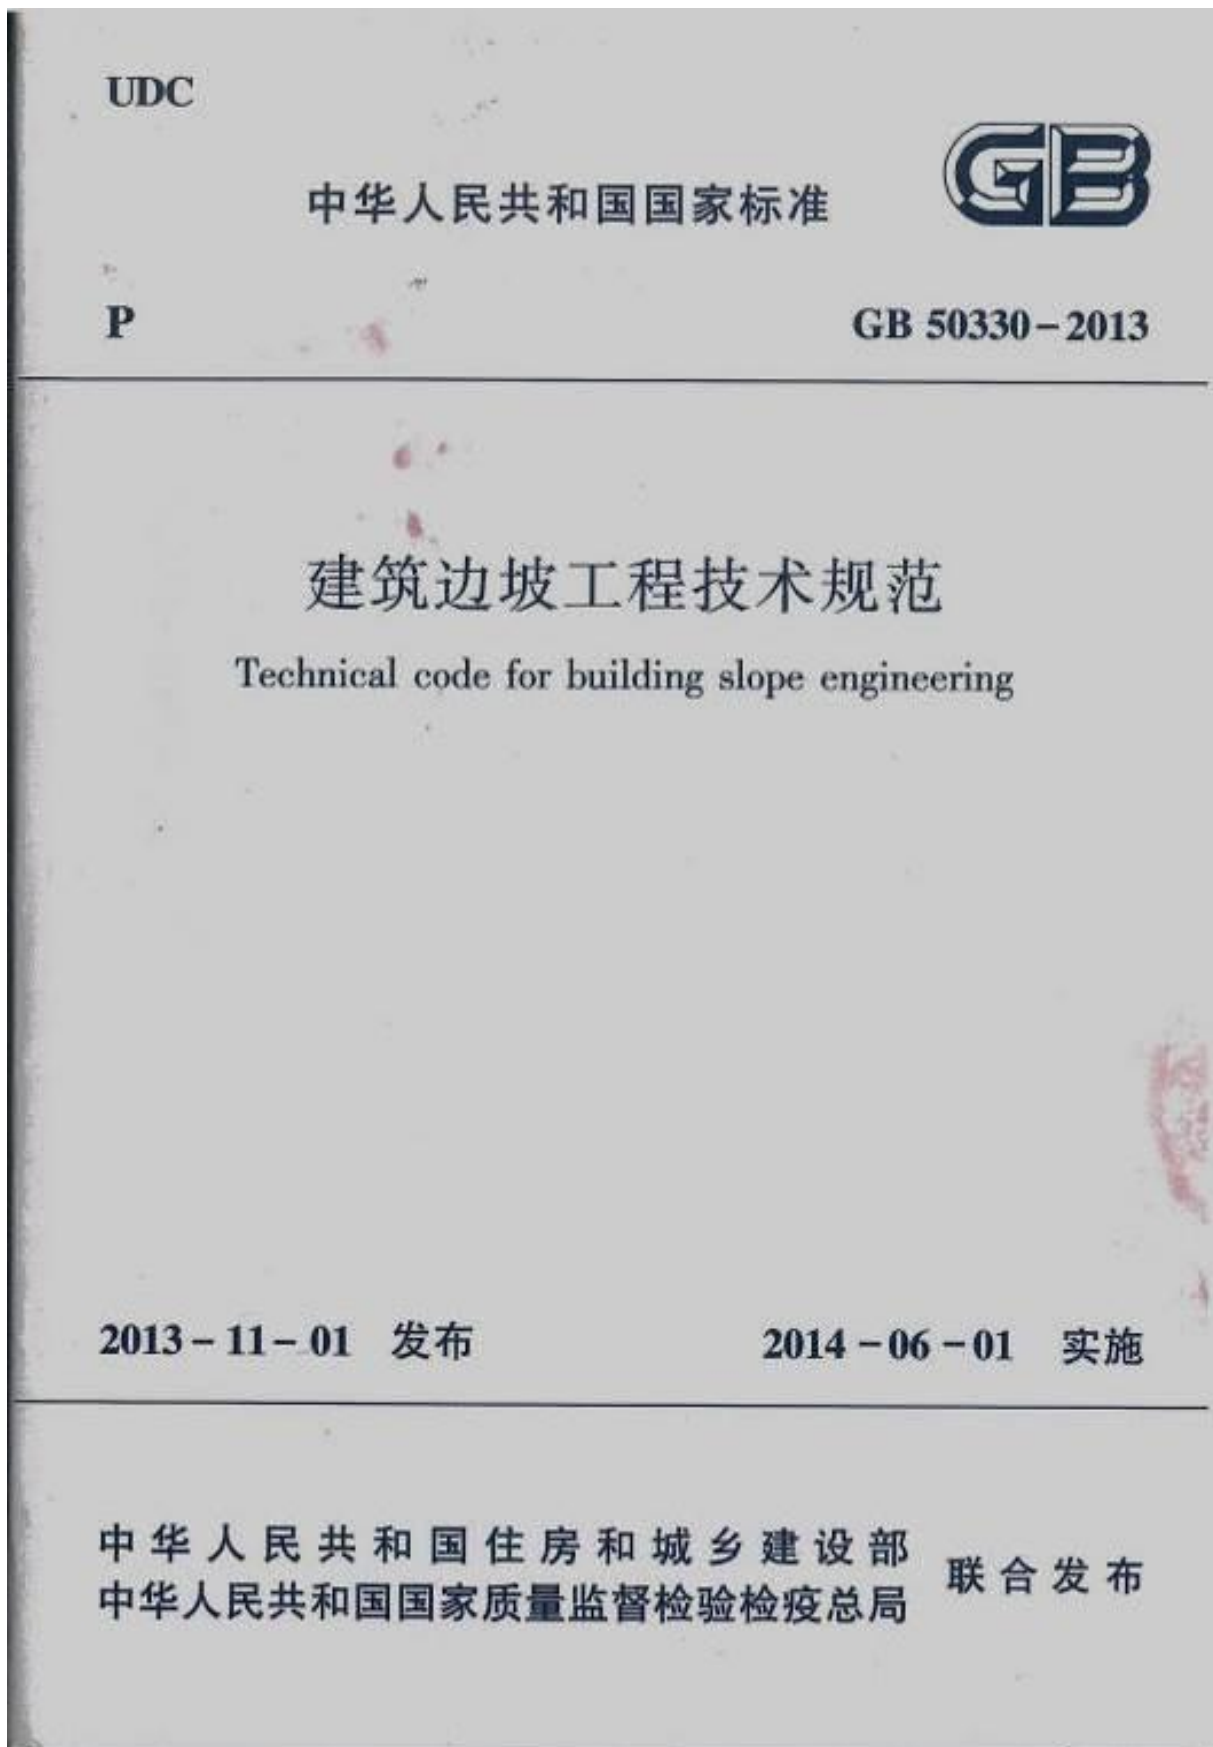 UDC
GB
中华人民共和国国家标准
P
GB 50330－2013
建筑边坡工程技术规范
Technical code for building slope engineering
2013－11－01 发布
2014－06－01 实施
中华人民共和国住房和城乡建设部
中华人民共和国国家质量监督检验检疫总局
联合发布